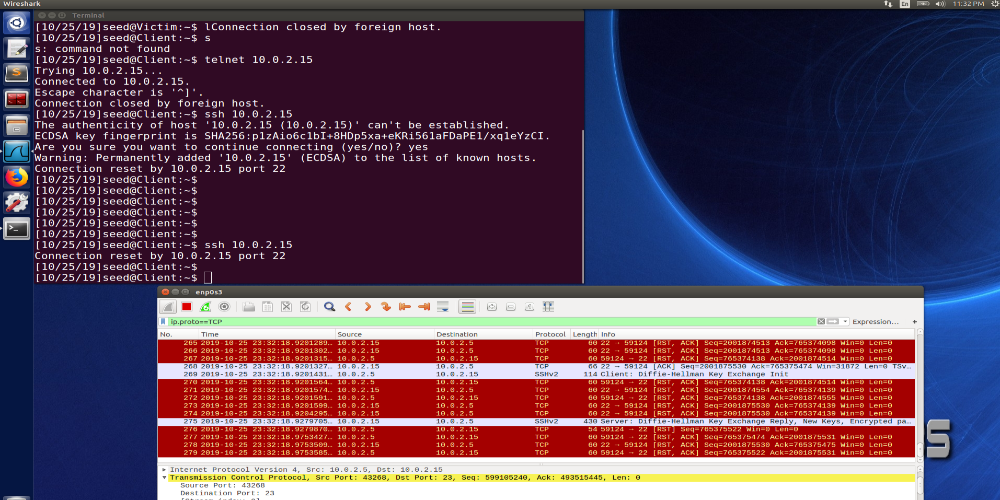 Wireshark
En
11:32 PM
Terminal
[10/25/19]seed@Victim:~$ lConnection closed by foreign host.
[10/25/19]seed@Client:~$ s
s: command not found
[10/25/19]seed@Client:~$ telnet 10.0.2.15
Trying 10.0.2.15...
Connected to 10.0.2.15.
Escape character is '^]'.
Connection closed by foreign host.
[10/25/19]seed@Client:~$ ssh 10.0.2.15
The authenticity of host '10.0.2.15 (10.0.2.15)' can't be established.
ECDSA key fingerprint is SHA256:p1zAio6c1bI+8HDp5xa+eKRi561aFDaPE1/xq1eYzCI.
Are you sure you want to continue connecting (yes/no)? yes
Warning: Permanently added '10.0.2.15' (ECDSA) to the list of known hosts.
Connection reset by 10.0.2.15 port 22
[10/25/19]seed@Client:~$
[10/25/19]seed@Client:~$
[10/25/19]seed@Client:~$
[10/25/19]seed@Client:~$
[10/25/19]seed@Client:~$
[10/25/19]seed@Client:~$
[10/25/19]seed@Client:~$ ssh 10.0.2.15
Connection reset by 10.0.2.15 port 22
[10/25/19]seed@Client:~$
[10/25/19]seed@Client:~$
enp0s3
ip.proto==TCP Expression... +
No. Time Source Destination Protocol Length Info
265 2019-10-25 23:32:18.9201289... 10.0.2.15 10.0.2.5 TCP 60 22 → 59124 [RST, ACK] Seq=2001874513 Ack=765374098 Win=0 Len=0
266 2019-10-25 23:32:18.9201302... 10.0.2.15 10.0.2.5 TCP 60 22 → 59124 [RST, ACK] Seq=2001874513 Ack=765374098 Win=0 Len=0
267 2019-10-25 23:32:18.9201315... 10.0.2.5 10.0.2.15 TCP 60 59124 → 22 [RST, ACK] Seq=765374138 Ack=2001874514 Win=0 Len=0
268 2019-10-25 23:32:18.9201327... 10.0.2.15 10.0.2.5 TCP 66 22 → 59124 [ACK] Seq=2001875530 Ack=765375474 Win=31872 Len=0 TSv...
269 2019-10-25 23:32:18.9201431... 10.0.2.5 10.0.2.15 SSHv2 114 Client: Diffie-Hellman Key Exchange Init
270 2019-10-25 23:32:18.9201564... 10.0.2.5 10.0.2.15 TCP 60 59124 → 22 [RST, ACK] Seq=765374138 Ack=2001874514 Win=0 Len=0
271 2019-10-25 23:32:18.9201574... 10.0.2.15 10.0.2.5 TCP 60 22 → 59124 [RST, ACK] Seq=2001874554 Ack=765374139 Win=0 Len=0
272 2019-10-25 23:32:18.9201591... 10.0.2.5 10.0.2.15 TCP 60 59124 → 22 [RST, ACK] Seq=765374138 Ack=2001874555 Win=0 Len=0
273 2019-10-25 23:32:18.9201599... 10.0.2.15 10.0.2.5 TCP 60 22 → 59124 [RST, ACK] Seq=2001875530 Ack=765374139 Win=0 Len=0
274 2019-10-25 23:32:18.9204295... 10.0.2.15 10.0.2.5 TCP 60 22 → 59124 [RST, ACK] Seq=2001875530 Ack=765374139 Win=0 Len=0
275 2019-10-25 23:32:18.9279705... 10.0.2.15 10.0.2.5 SSHv2 430 Server: Diffie-Hellman Key Exchange Reply, New Keys, Encrypted pa...
276 2019-10-25 23:32:18.9279870... 10.0.2.5 10.0.2.15 TCP 54 59124 → 22 [RST] Seq=765375522 Win=0 Len=0
277 2019-10-25 23:32:18.9753427... 10.0.2.5 10.0.2.15 TCP 60 59124 → 22 [RST, ACK] Seq=765375474 Ack=2001875531 Win=0 Len=0
278 2019-10-25 23:32:18.9753509... 10.0.2.15 10.0.2.5 TCP 60 22 → 59124 [RST, ACK] Seq=2001875530 Ack=765375475 Win=0 Len=0
279 2019-10-25 23:32:18.9753585... 10.0.2.5 10.0.2.15 TCP 60 59124 → 22 [RST, ACK] Seq=765375522 Ack=2001875531 Win=0 Len=0
S
Internet Protocol Version 4, Src: 10.0.2.5, Dst: 10.0.2.15
Transmission Control Protocol, Src Port: 43268, Dst Port: 23, Seq: 599105240, Ack: 493515445, Len: 0
Source Port: 43268
Destination Port: 23